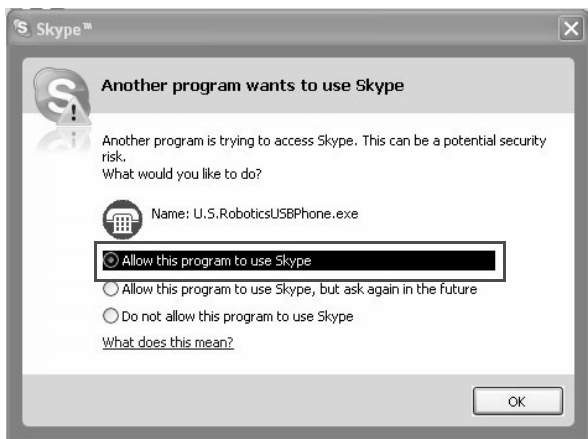 Skype™
Another program wants to use Skype
Another program is trying to access Skype. This can be a potential security
risk.
What would you like to do?
Name: U.S.RoboticsUSBPhone.exe
Allow this program to use Skype
Allow this program to use Skype, but ask again in the future
Do not allow this program to use Skype
What does this mean?
OK